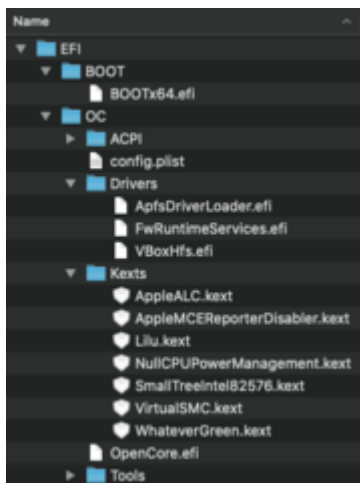 Name
EFI
BOOT
BOOTx64.efi
OC
ACPI
config.plist
Drivers
ApfsDriverLoader.efi
FwRuntimeServices.efi
VBoxHfs.efi
Kexts
AppleALC.kext
AppleMCEReporterDisabler.kext
Lilu.kext
NullCPUPowerManagement.kext
SmallTreeIntel82576.kext
VirtualSMC.kext
WhateverGreen.kext
OpenCore.efi
Tools